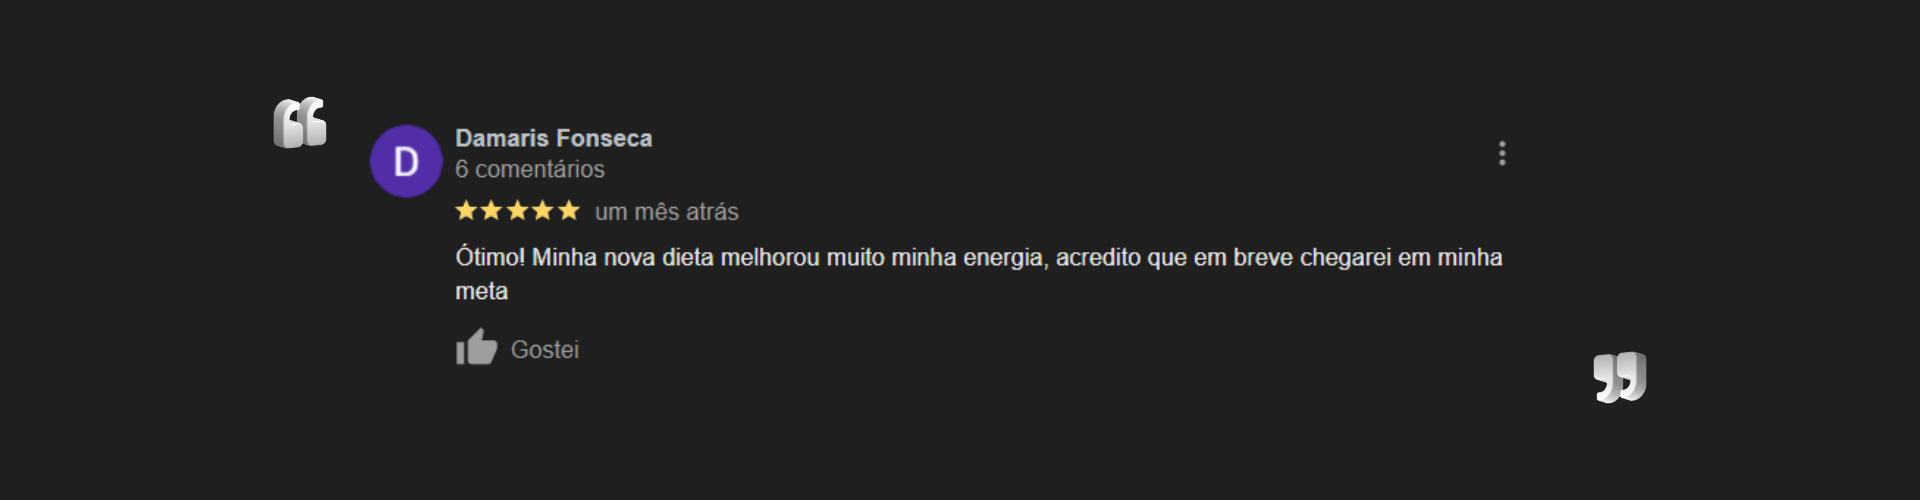 D
Damaris Fonseca
6 comentários
um mês atrás
Ótimo! Minha nova dieta melhorou muito minha energia, acredito que em breve chegarei em minha
meta
Gostei